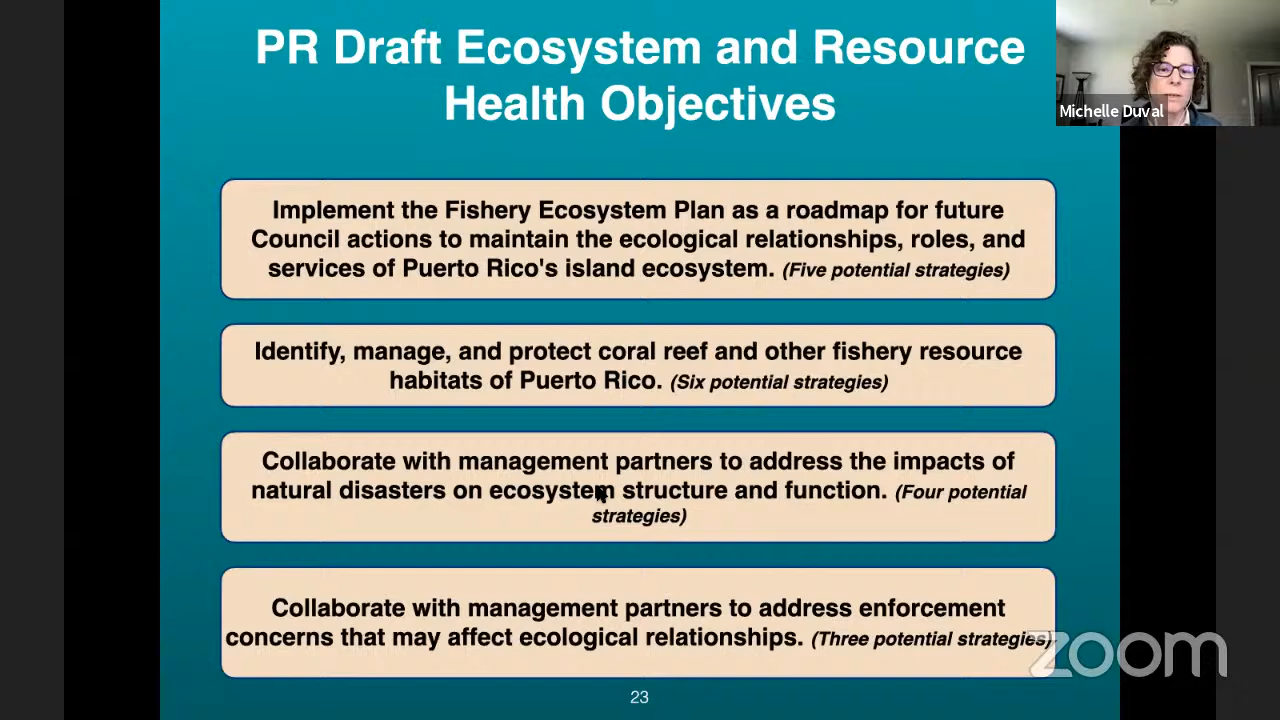 PR Draft Ecosystem and Resource
Health Objectives
Michelle Duval
Implement the Fishery Ecosystem Plan as a roadmap for future
Council actions to maintain the ecological relationships, roles, and
services of Puerto Rico's island ecosystem. (Five potential strategies)
Identify, manage, and protect coral reef and other fishery resource
habitats of Puerto Rico. (Six potential strategies)
Collaborate with management partners to address the impacts of
natural disasters on ecosystem structure and function. (Four potential
strategies)
Collaborate with management partners to address enforcement
concerns that may affect ecological relationships. (Three potential strategies)
zoom
23